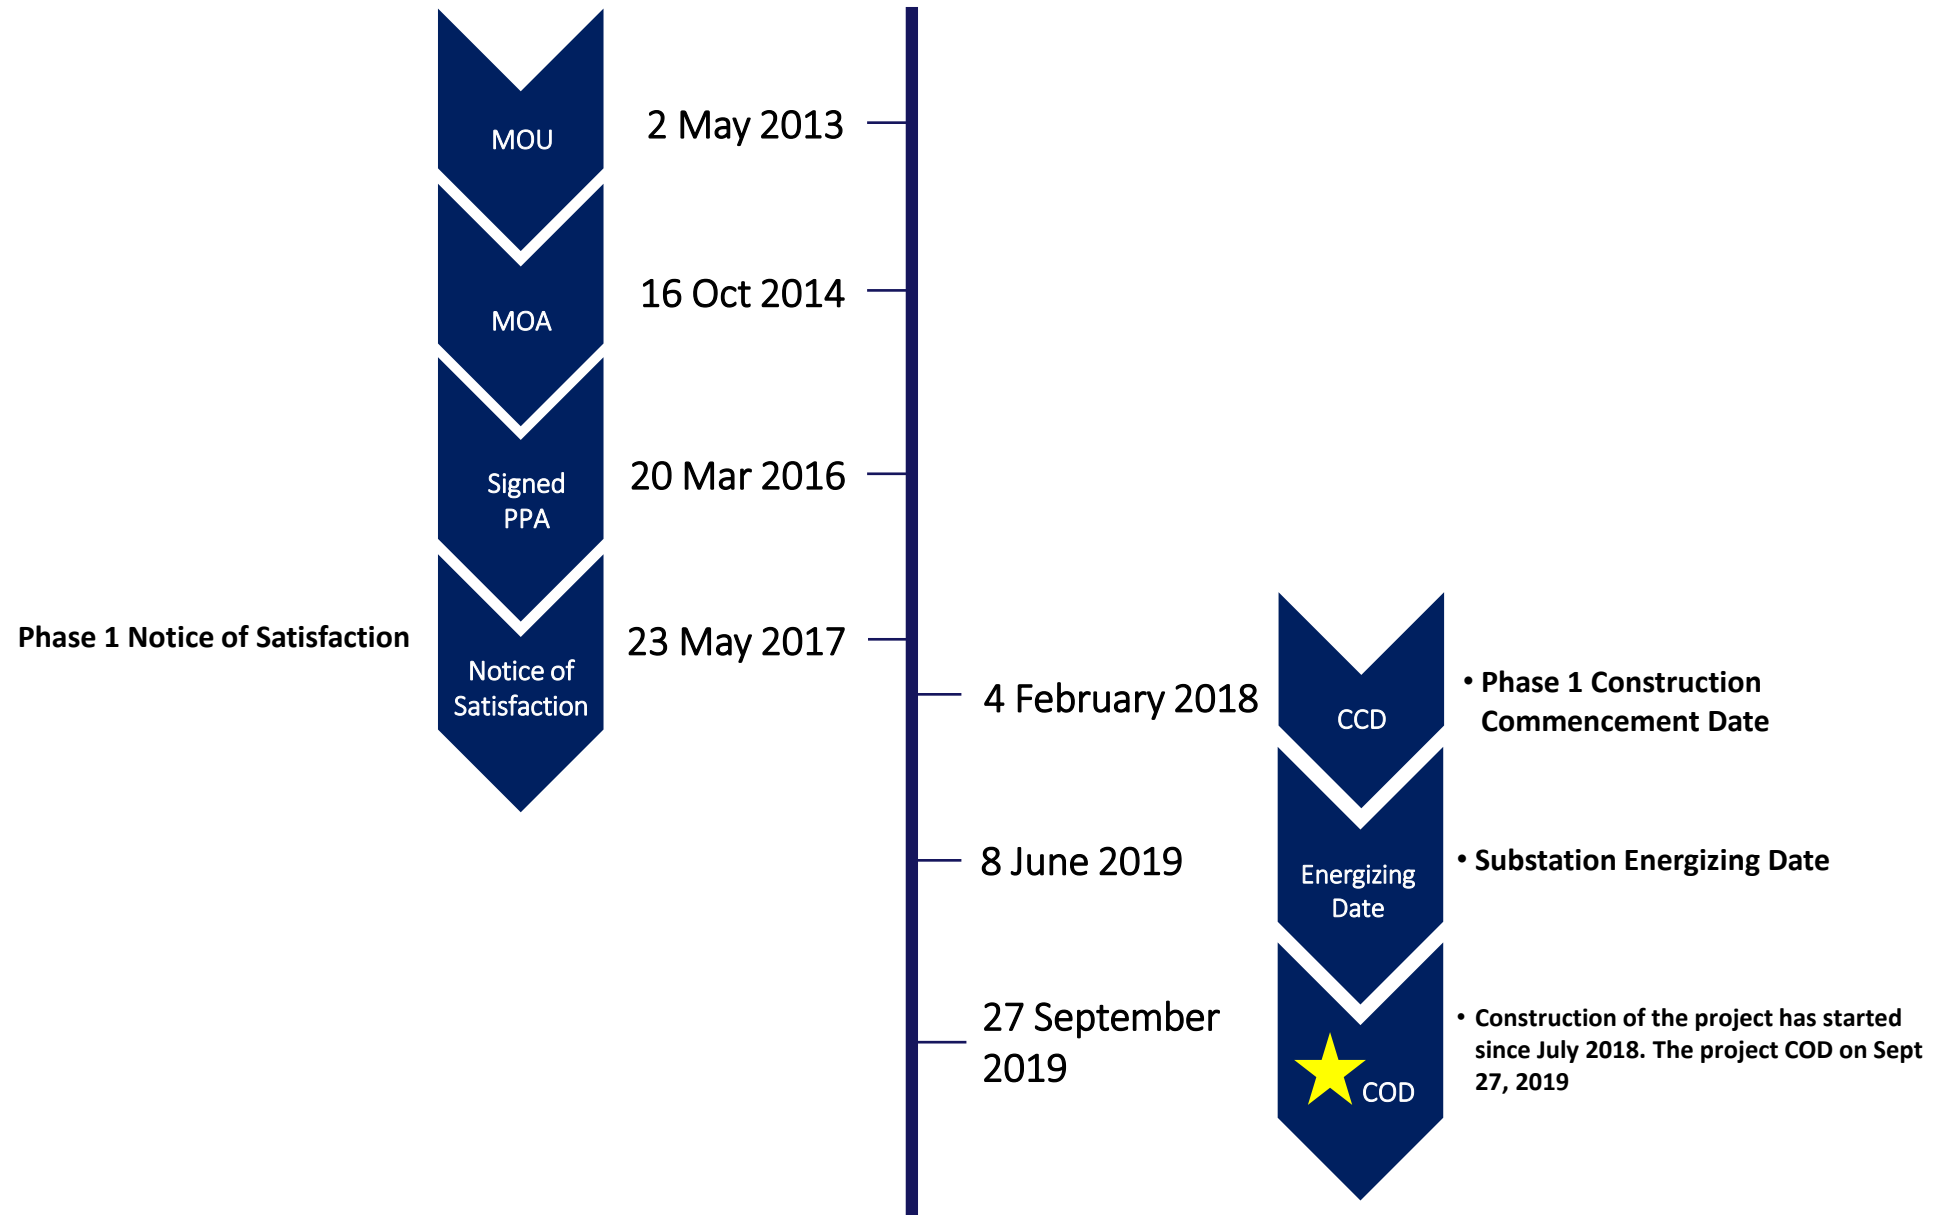 MOU
2 May 2013
MOA
16 Oct 2014
Signed
PPA
20 Mar 2016
Phase 1 Notice of Satisfaction
Notice of
Satisfaction
23 May 2017
4 February 2018
CCD
• Phase 1 Construction
Commencement Date
8 June 2019
Energizing
Date
• Substation Energizing Date
27 September
2019
COD
• Construction of the project has started
since July 2018. The project COD on Sept
27, 2019